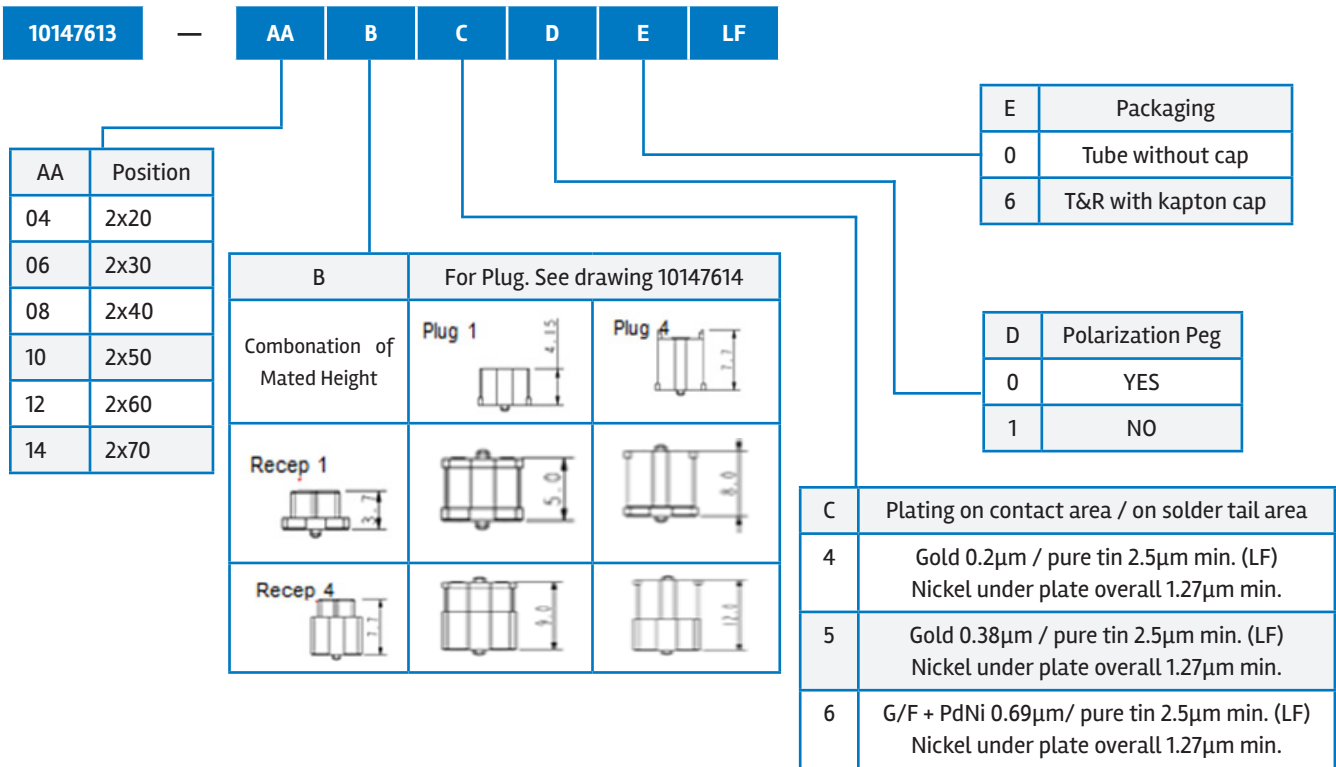 10147613 — AA B C D E LF
AA Position
04 2x20
06 2x30
08 2x40
10 2x50
12 2x60
14 2x70
B For Plug. See drawing 10147614
Combonation of
Mated Height
Plug 1
4.15
Plug 4
7.7
Recep 1
3.7
5.0
8.0
Recep 4
7.7
9.0
12.0
E Packaging
0 Tube without cap
6 T&R with kapton cap
D Polarization Peg
0 YES
1 NO
C Plating on contact area / on solder tail area
4 Gold 0.2µm / pure tin 2.5µm min. (LF)
Nickel under plate overall 1.27µm min.
5 Gold 0.38µm / pure tin 2.5µm min. (LF)
Nickel under plate overall 1.27µm min.
6 G/F + PdNi 0.69µm/ pure tin 2.5µm min. (LF)
Nickel under plate overall 1.27µm min.